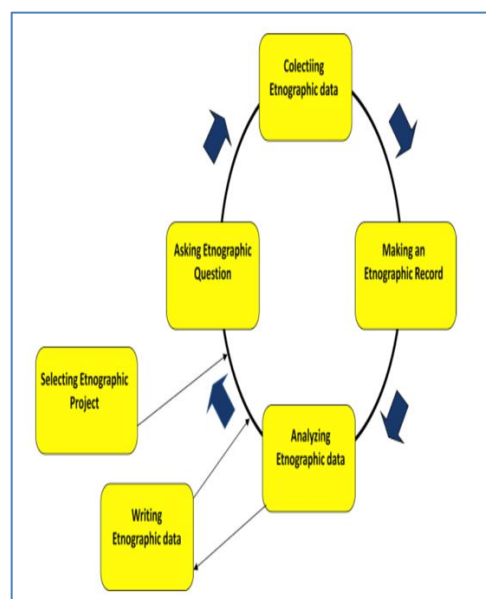 Colectiing
Etnographic data
Asking Etnographic
Question
Making an
Etnographic Record
Selecting Etnographic
Project
Analyzing
Etnographic data
Writing
Etnographic data